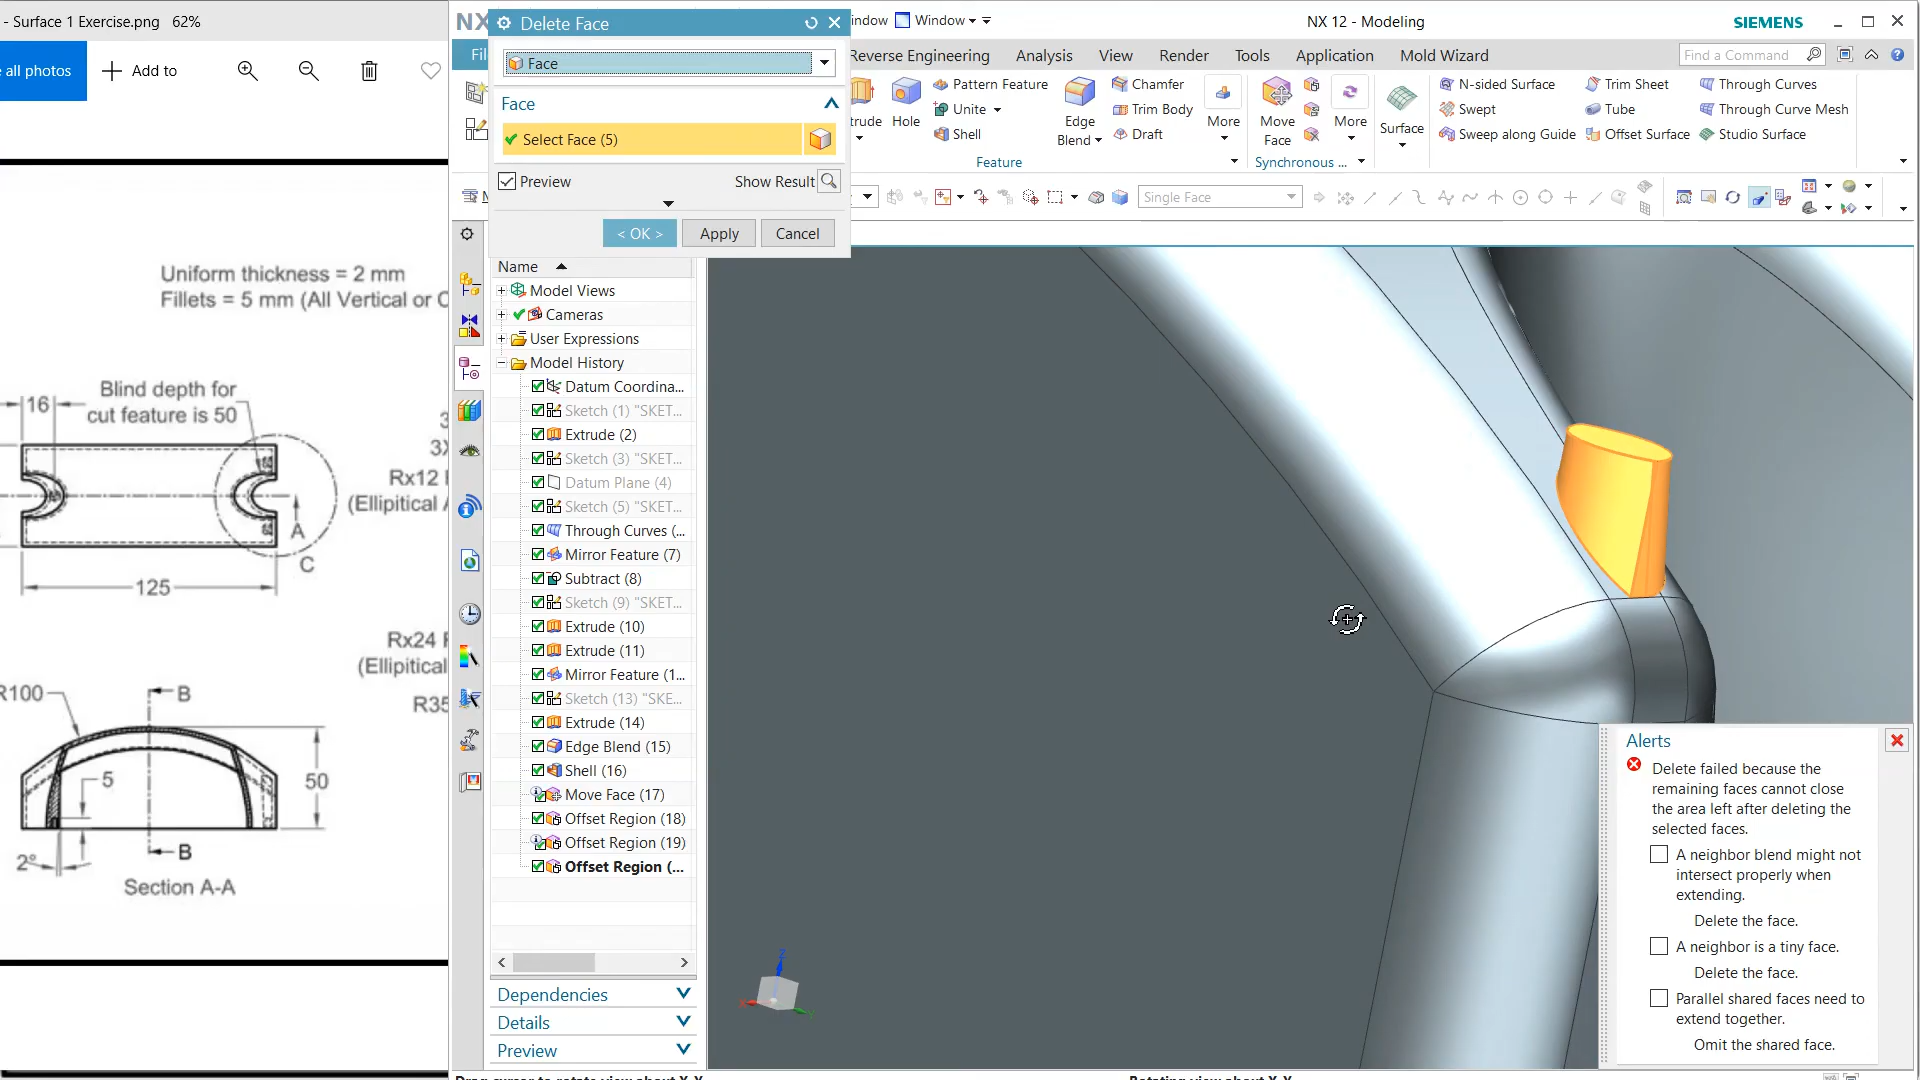 - Surface 1 Exercise.png 62%
all photos
Add to
Uniform thickness = 2 mm
Fillets = 5 mm (All Vertical or
Blind depth for
cut feature is 50
16
Rx12
(Ellipitical
A
C
125
Rx24
(Ellipitical
R35
R100
B
5
50
B
2°
Section A-A
NX
Delete Face
Window
NX 12 - Modeling
SIEMENS
Reverse Engineering
Analysis
View
Render
Tools
Application
Mold Wizard
Find a Command
Face
Face
Select Face (5)
Preview
Show Result
< OK >
Apply
Cancel
Hole
Pattern Feature
Unite
Shell
Edge
Blend
Chamfer
Trim Body
Draft
More
Feature
Move
Face
More
Synchronous ...
Surface
N-sided Surface
Swept
Sweep along Guide
Trim Sheet
Tube
Offset Surface
Through Curves
Through Curve Mesh
Studio Surface
Single Face
Name
Model Views
Cameras
User Expressions
Model History
Datum Coordina...
Sketch (1) "SKET...
Extrude (2)
Sketch (3) "SKET...
Datum Plane (4)
Sketch (5) "SKET...
Through Curves (...
Mirror Feature (7)
Subtract (8)
Sketch (9) "SKET...
Extrude (10)
Extrude (11)
Mirror Feature (1...
Sketch (13) "SKE...
Extrude (14)
Edge Blend (15)
Shell (16)
Move Face (17)
Offset Region (18)
Offset Region (19)
Offset Region (...
Dependencies
Details
Preview
Alerts
Delete failed because the
remaining faces cannot close
the area left after deleting the
selected faces.
A neighbor blend might not
intersect properly when
extending.
Delete the face.
A neighbor is a tiny face.
Delete the face.
Parallel shared faces need to
extend together.
Omit the shared face.